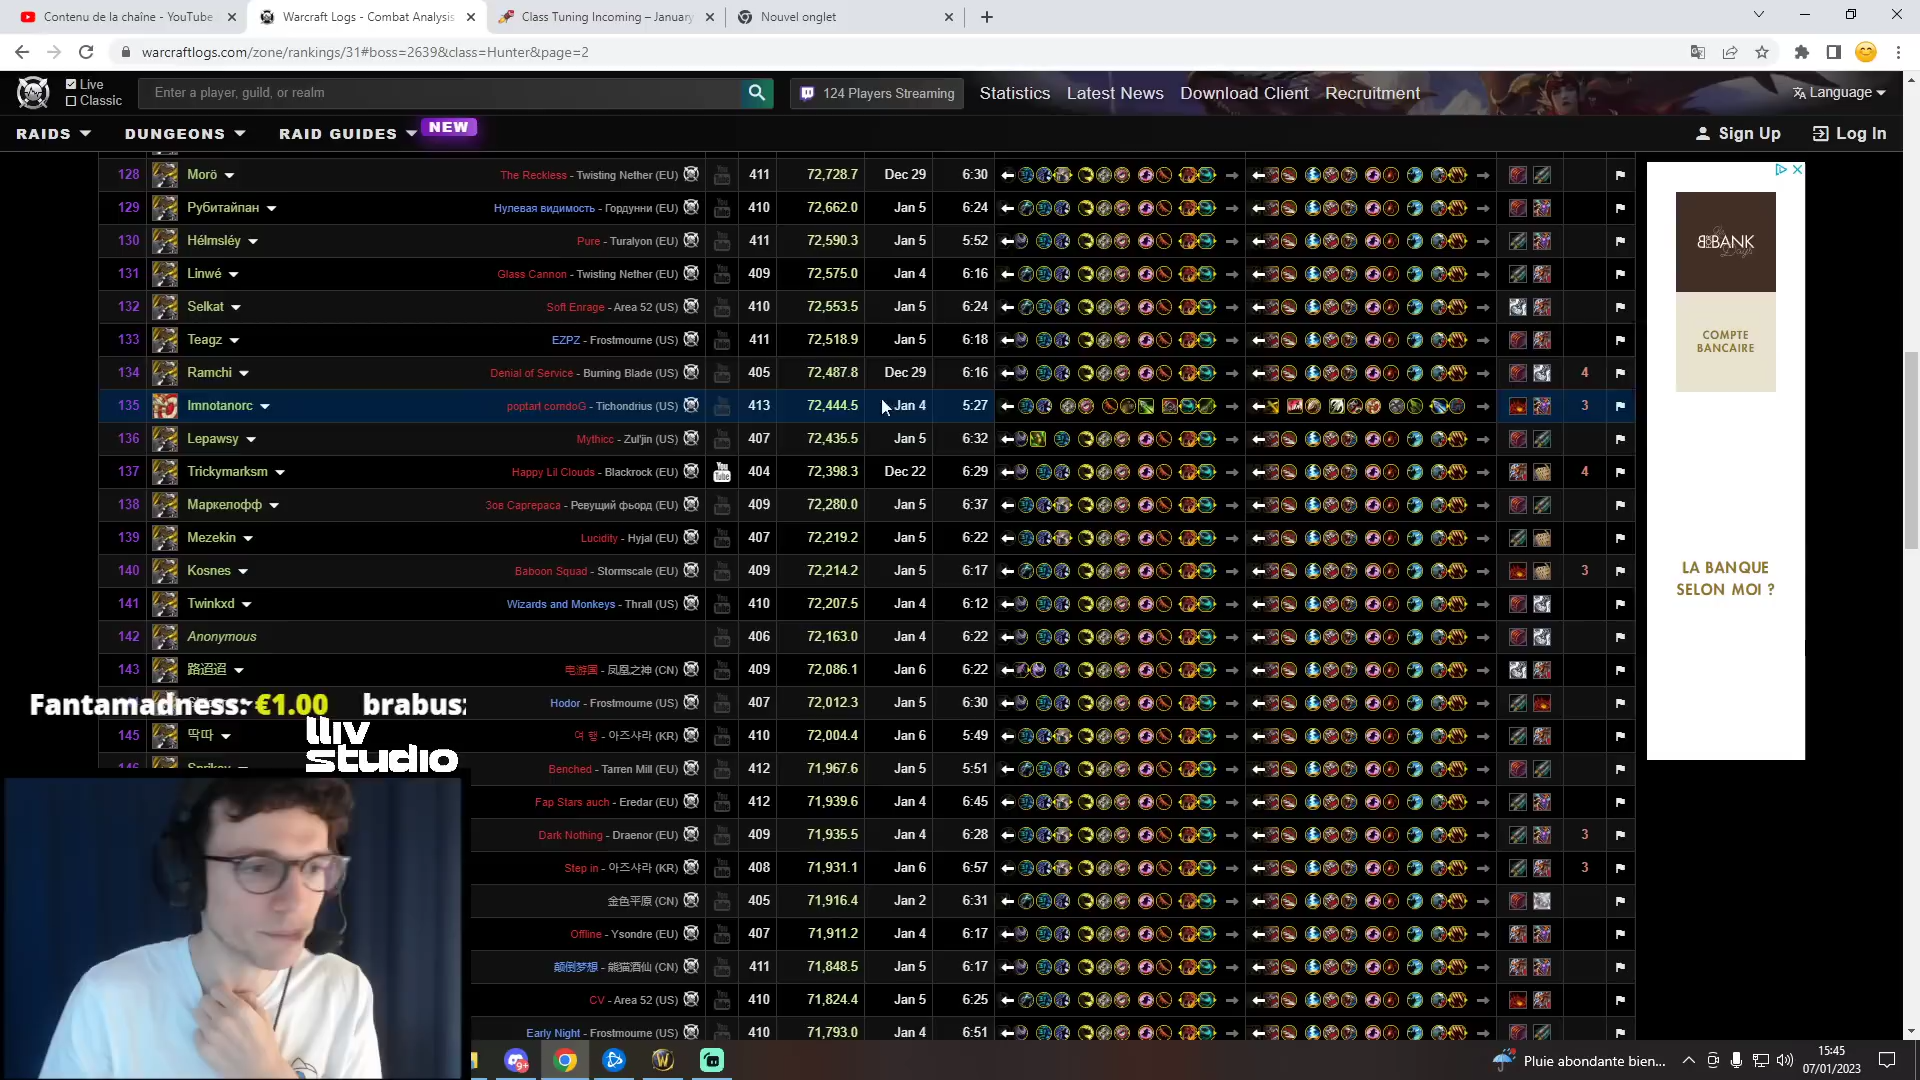 Contenu de la chaîne - YouTube
Warcraft Logs - Combat Analysis
Class Tuning Incoming – January
Nouvel onglet
warcraftlogs.com/zone/rankings/31#boss=2639&class=Hunter&page=2
Live
Classic
Enter a player, guild, or realm
124 Players Streaming
Statistics
Latest News
Download Client
Recruitment
Language
RAIDS
DUNGEONS
RAID GUIDES
NEW
Sign Up
Log In
128 Morö The Reckless - Twisting Nether (EU) You Tube 411 72,728.7 Dec 29 6:30
129 Рубитайпан Нулевая видимость - Гордунни (EU) 410 72,662.0 Jan 5 6:24
130 Hélmsléy Pure - Turalyon (EU) 411 72,590.3 Jan 5 5:52
131 Linwé Glass Cannon - Twisting Nether (EU) 409 72,575.0 Jan 4 6:16
132 Selkat Soft Enrage - Area 52 (US) 410 72,553.5 Jan 5 6:24
133 Teagz EZPZ - Frostmourne (US) 411 72,518.9 Jan 5 6:18
134 Ramchi Denial of Service - Burning Blade (US) 405 72,487.8 Dec 29 6:16 4
135 Imnotanorc poptart corndoG - Tichondrius (US) 413 72,444.5 Jan 4 5:27 3
136 Lepawsy Mythicc - Zul'jin (US) 407 72,435.5 Jan 5 6:32
137 Trickymarksm Happy Lil Clouds - Blackrock (EU) You Tube 404 72,398.3 Dec 22 6:29 4
138 Маркелофф Зов Саргераса - Ревущий фьорд (EU) 409 72,280.0 Jan 5 6:37
139 Mezekin Lucidity - Hyjal (EU) 407 72,219.2 Jan 5 6:22
140 Kosnes Baboon Squad - Stormscale (EU) 409 72,214.2 Jan 5 6:17 3
141 Twinkxd Wizards and Monkeys - Thrall (US) 410 72,207.5 Jan 4 6:12
142 Anonymous 406 72,163.0 Jan 4 6:22
143 路迢迢 电游国 - 凤凰之神 (CN) 409 72,086.1 Jan 6 6:22
Hodor - Frostmourne (US) 407 72,012.3 Jan 5 6:30
145 딱따 여 행 - 아즈샤라 (KR) 410 72,004.4 Jan 6 5:49
146 Benched - Tarren Mill (EU) 412 71,967.6 Jan 5 5:51
Fap Stars auch - Eredar (EU) 412 71,939.6 Jan 4 6:45
Dark Nothing - Draenor (EU) 409 71,935.5 Jan 4 6:28 3
Step in - 아즈샤라 (KR) 408 71,931.1 Jan 6 6:57 3
金色平原 (CN) 405 71,916.4 Jan 2 6:31
Offline - Ysondre (EU) 407 71,911.2 Jan 4 6:17
颠倒梦想 - 熊猫酒仙 (CN) 411 71,848.5 Jan 5 6:17
CV - Area 52 (US) 410 71,824.4 Jan 5 6:25
Early Night - Frostmourne (US) 410 71,793.0 Jan 4 6:51
Fantamadness: €1.00 brabusz
lliv
studio
BANK
COMPTE
BANCAIRE
LA BANQUE
SELON MOI ?
9+
Pluie abondante bien...
15:45
07/01/2023